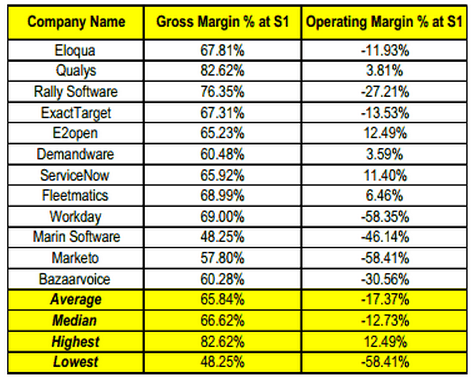 Company Name Gross Margin % at S1 Operating Margin % at S1
Eloqua 67.81% -11.93%
Qualys 82.62% 3.81%
Rally Software 76.35% -27.21%
ExactTarget 67.31% -13.53%
E2open 65.23% 12.49%
Demandware 60.48% 3.59%
ServiceNow 65.92% 11.40%
Fleetmatics 68.99% 6.46%
Workday 69.00% -58.35%
Marin Software 48.25% -46.14%
Marketo 57.80% -58.41%
Bazaarvoice 60.28% -30.56%
Average 65.84% -17.37%
Median 66.62% -12.73%
Highest 82.62% 12.49%
Lowest 48.25% -58.41%